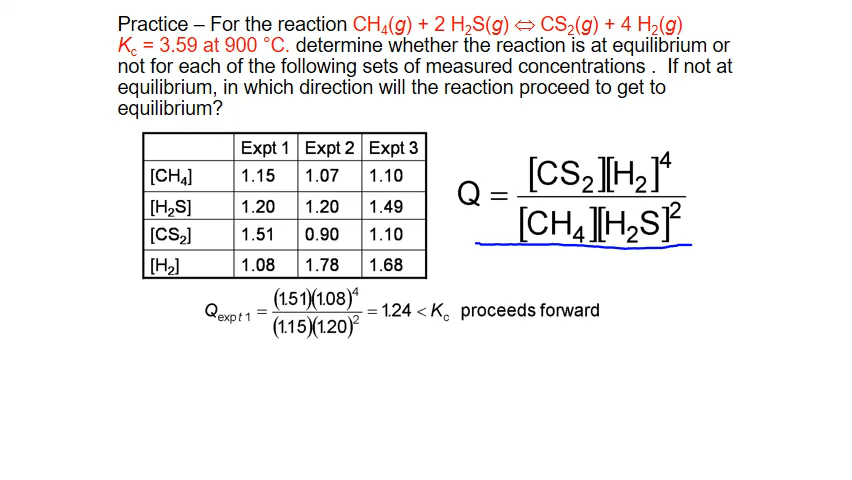 Practice – For the reaction CH₄(g) + 2 H₂S(g) ⇔ CS₂(g) + 4 H₂(g)
Kc = 3.59 at 900 °C. determine whether the reaction is at equilibrium or
not for each of the following sets of measured concentrations . If not at
equilibrium, in which direction will the reaction proceed to get to
equilibrium?
Expt 1 Expt 2 Expt 3
[CH₄] 1.15 1.07 1.10
[H₂S] 1.20 1.20 1.49
[CS₂] 1.51 0.90 1.10
[H₂] 1.08 1.78 1.68
Q = [CS₂][H₂]⁴ / [CH₄][H₂S]²
Qexpt 1 = (1.51)(1.08)⁴ / (1.15)(1.20)² = 1.24 < Kc proceeds forward